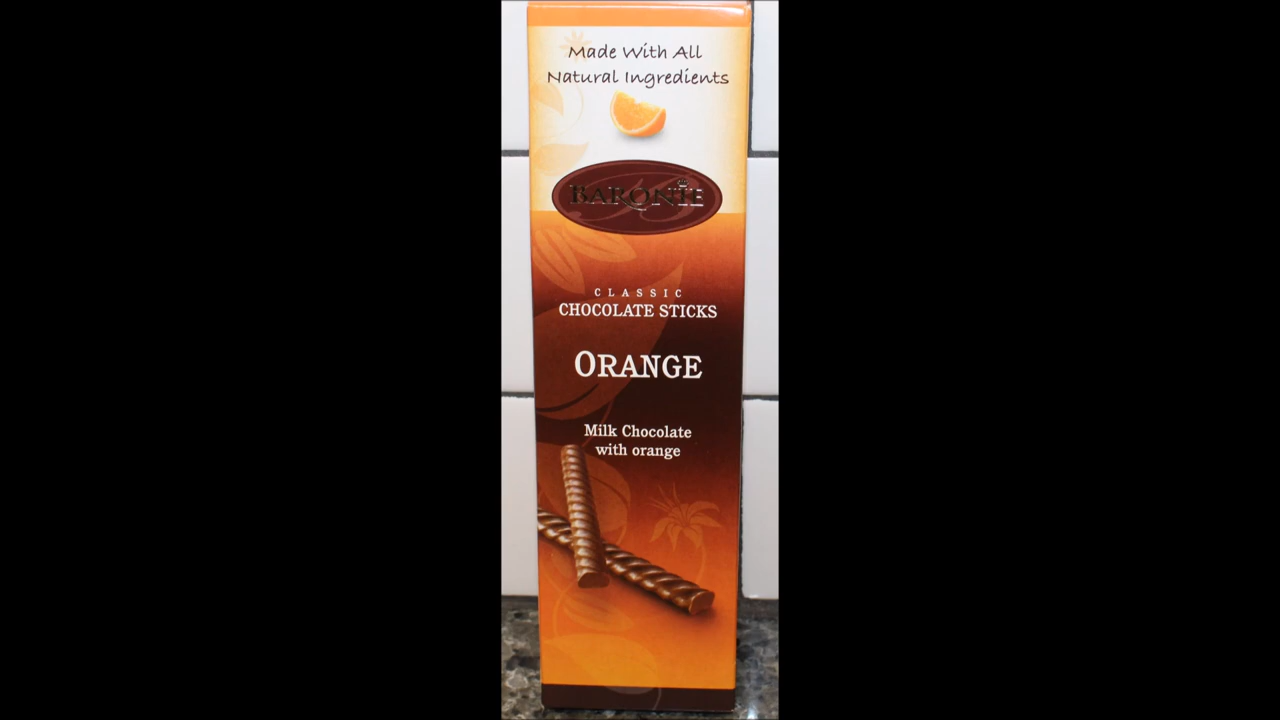 Made With All
Natural Ingredients
BARONIE
CLASSIC
CHOCOLATE STICKS
ORANGE
Milk Chocolate
with orange